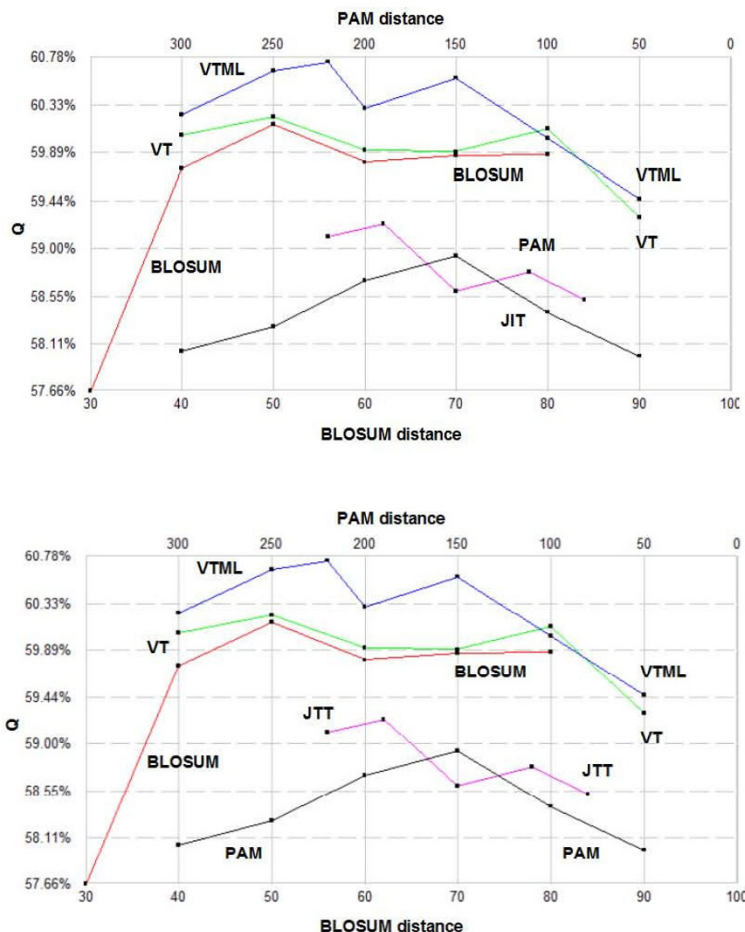 PAM distance
300 250 200 150 100 50 0
60.78%
VTML
60.33%
VT
59.89%
BLOSUM
59.44%
VTML
Q
59.00%
PAM
VT
BLOSUM
58.55%
JIT
58.11%
57.66%
30 40 50 60 70 80 90 100
BLOSUM distance
PAM distance
300 250 200 150 100 50 0
60.78%
VTML
60.33%
VT
59.89%
BLOSUM
VTML
59.44%
JTT
Q
59.00%
VT
BLOSUM
JTT
58.55%
58.11%
PAM PAM
57.66%
30 40 50 60 70 80 90 100
BLOSUM distance